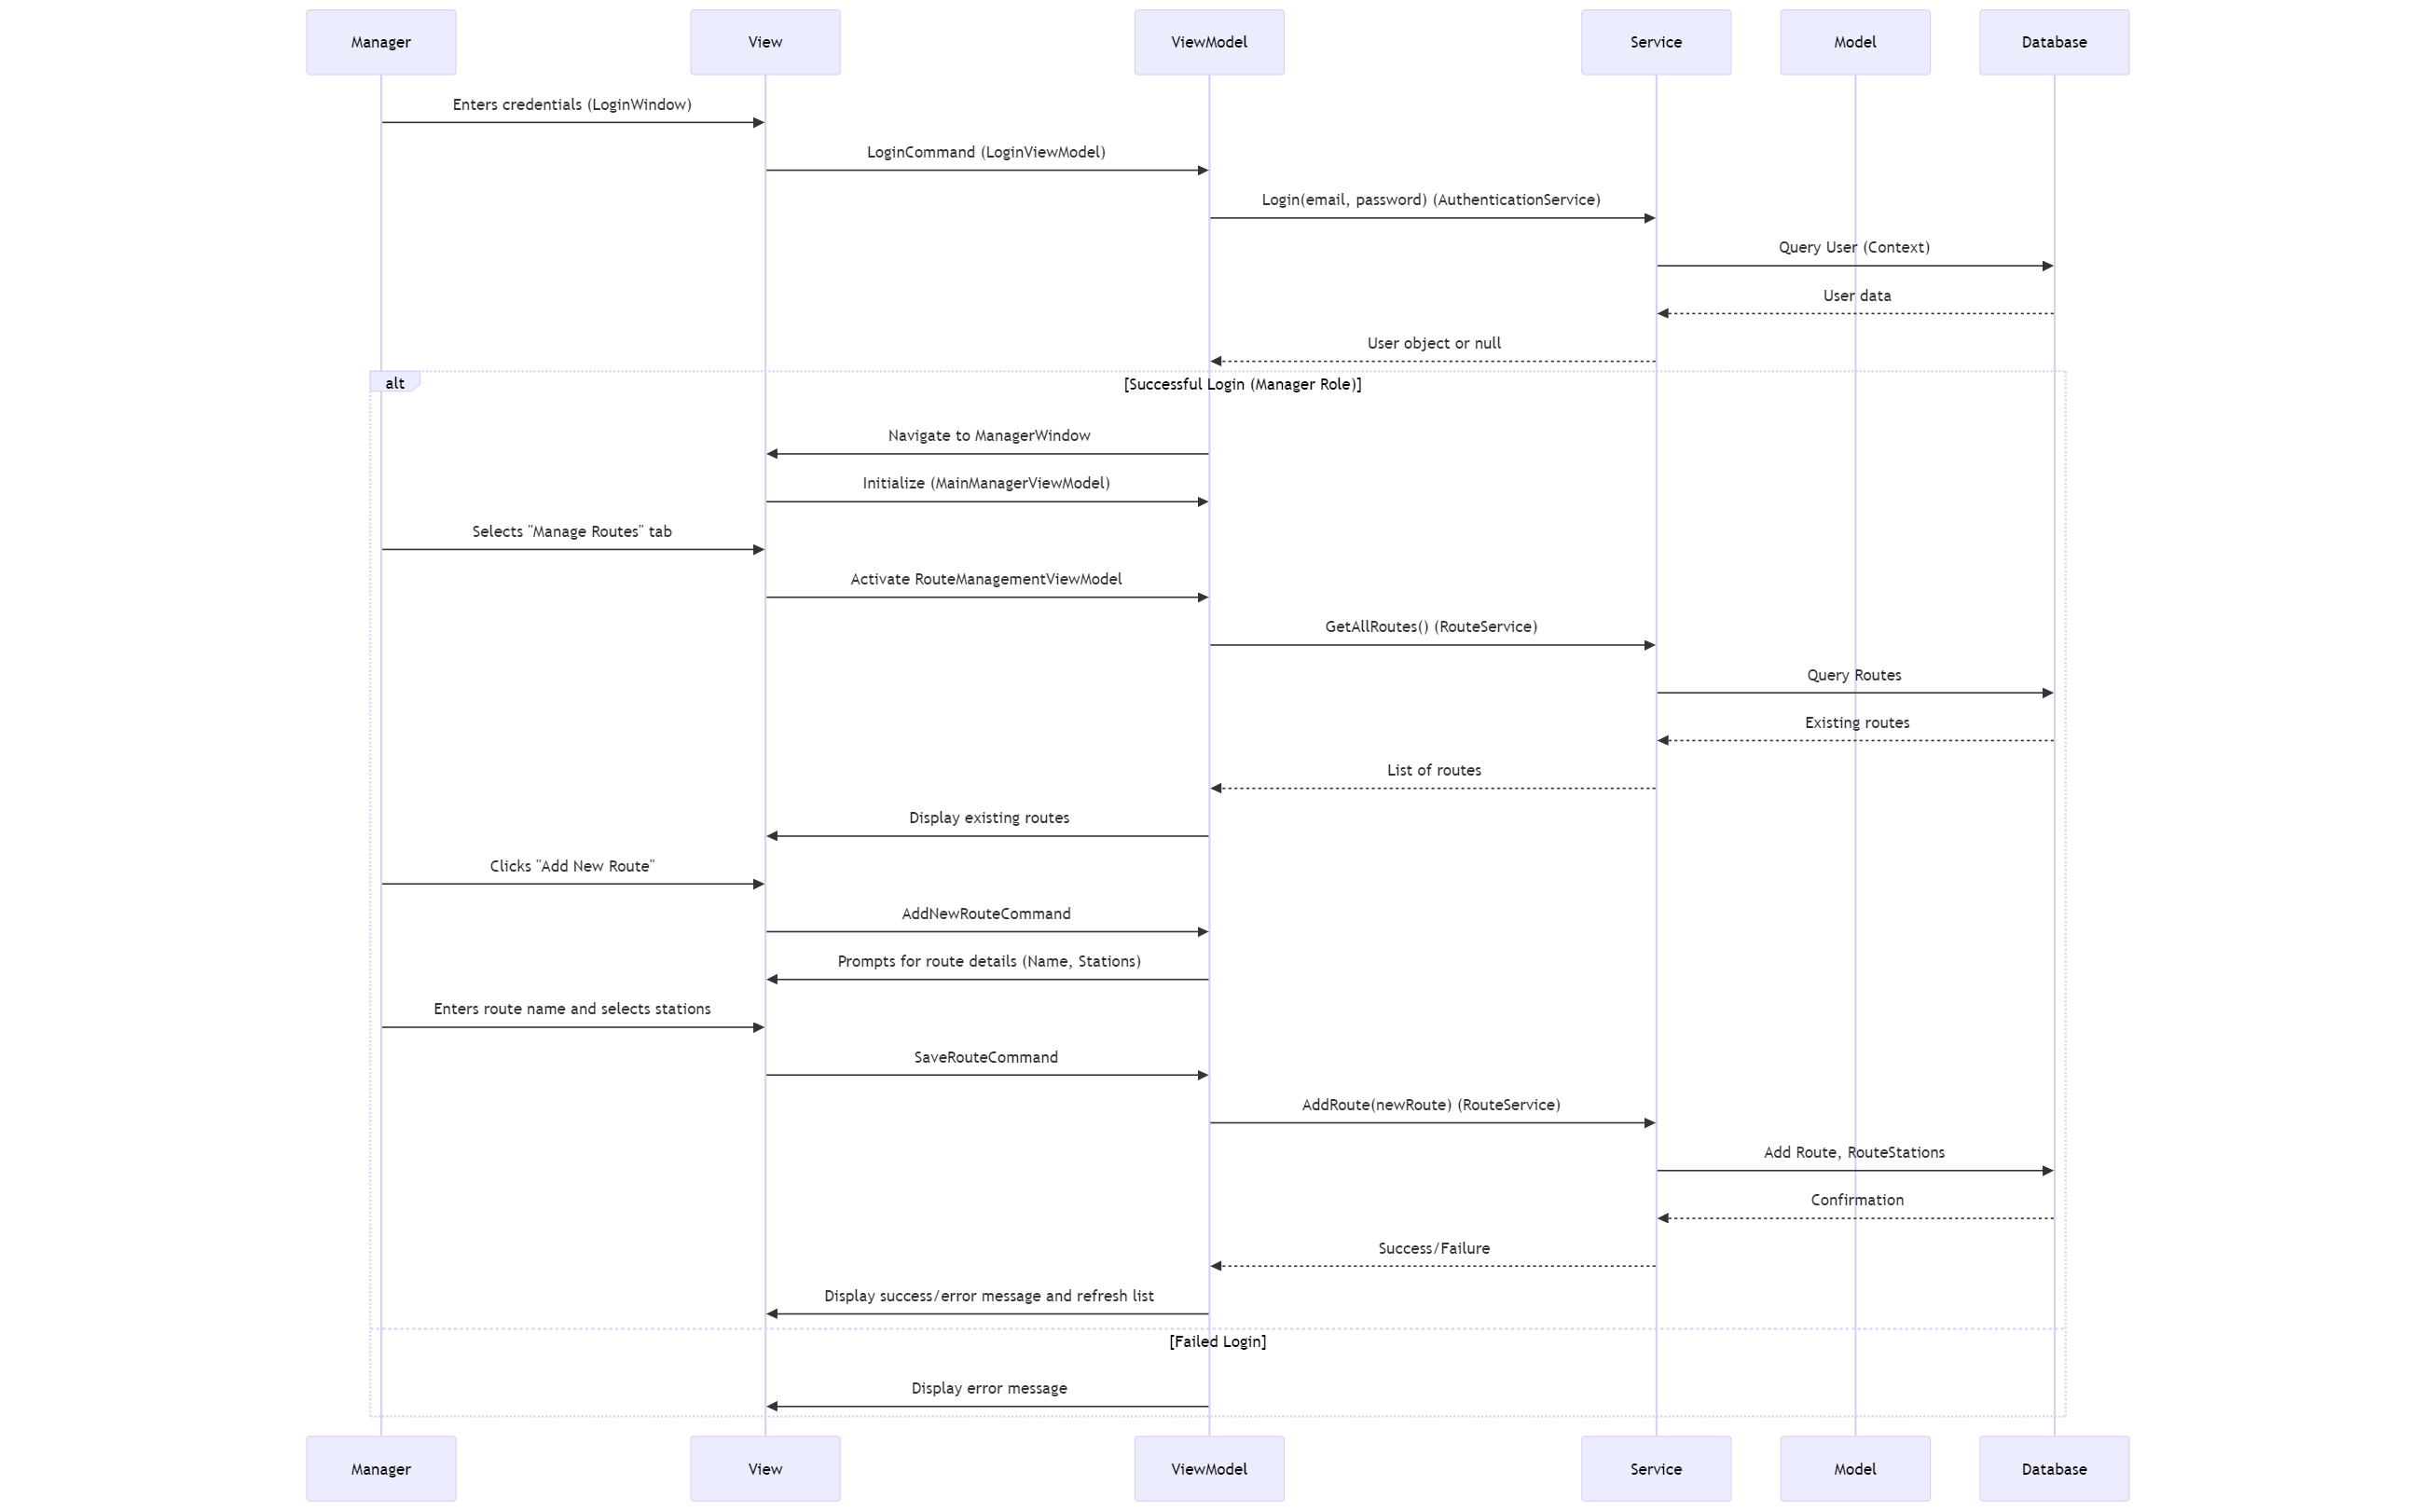 Manager
View
ViewModel
Service
Model
Database
Enters credentials (LoginWindow)
LoginCommand (LoginViewModel)
Login(email, password) (AuthenticationService)
Query User (Context)
User data
User object or null
alt
[Successful Login (Manager Role)]
Navigate to ManagerWindow
Initialize (MainManagerViewModel)
Selects "Manage Routes" tab
Activate RouteManagementViewModel
GetAllRoutes() (RouteService)
Query Routes
Existing routes
List of routes
Display existing routes
Clicks "Add New Route"
AddNewRouteCommand
Prompts for route details (Name, Stations)
Enters route name and selects stations
SaveRouteCommand
AddRoute(newRoute) (RouteService)
Add Route, RouteStations
Confirmation
Success/Failure
Display success/error message and refresh list
[Failed Login]
Display error message
Manager
View
ViewModel
Service
Model
Database